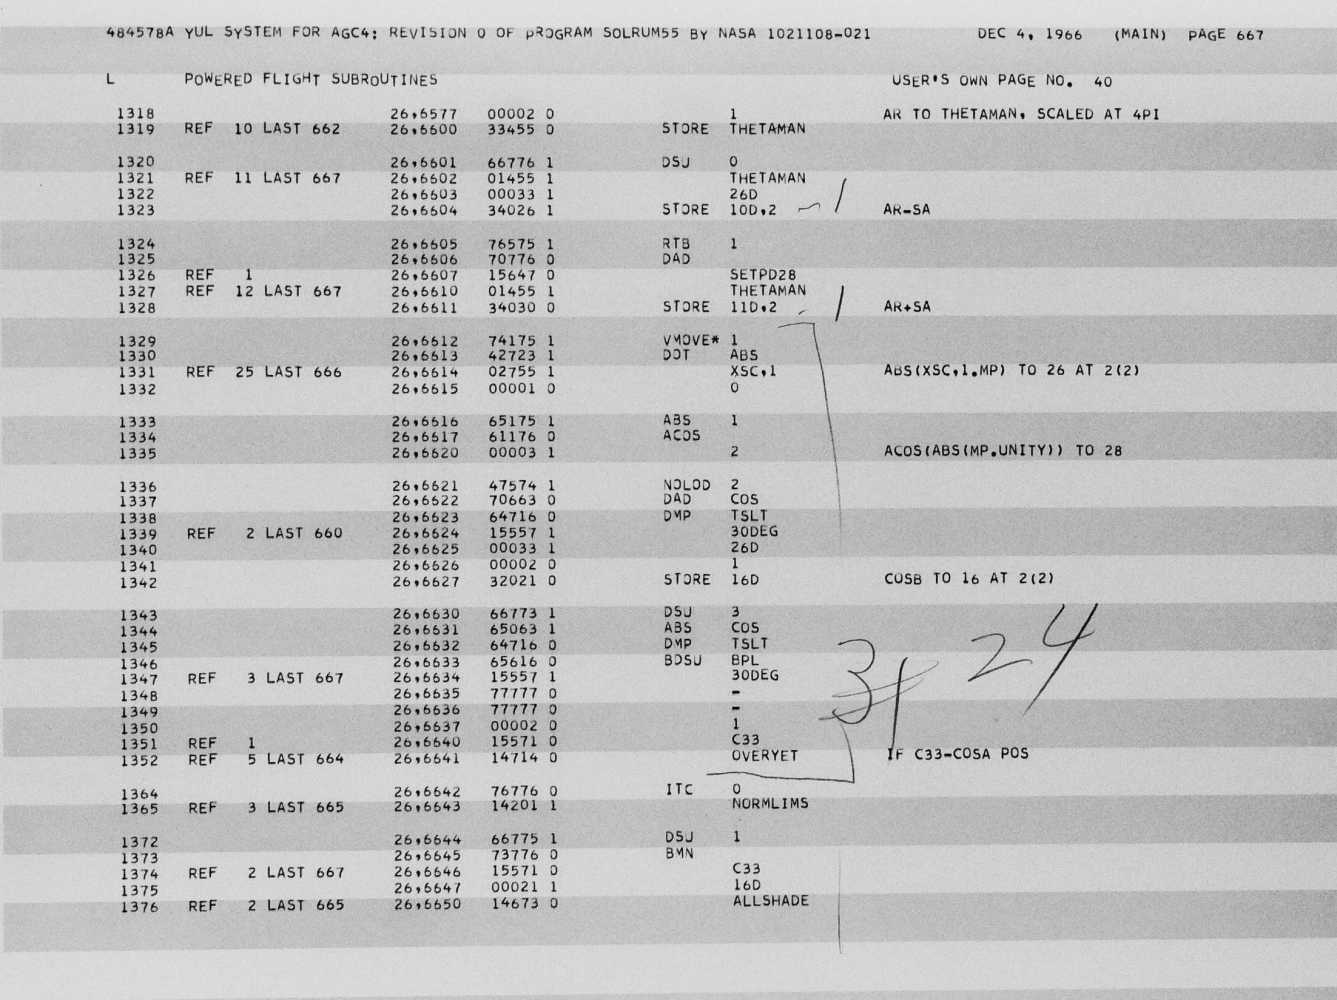 484578A YUL SYSTEM FOR AGC4: REVISION 0 OF PROGRAM SOLRUM55 BY NASA 1021108-021 DEC 4, 1966 (MAIN) PAGE 667
L POWERED FLIGHT SUBROUTINES USER'S OWN PAGE NO. 40
1318 26,6577 00002 0 1 AR TO THETAMAN, SCALED AT 4PI
1319 REF 10 LAST 662 26,6600 33455 0 STORE THETAMAN
1320 26,6601 66776 1 DSU 0
1321 REF 11 LAST 667 26,6602 01455 1 THETAMAN
1322 26,6603 00033 1 26D
1323 26,6604 34026 1 STORE 10D,2 AR-SA
1324 26,6605 76575 1 RTB 1
1325 26,6606 70776 0 DAD
1326 REF 1 26,6607 15647 0 SETPD28
1327 REF 12 LAST 667 26,6610 01455 1 THETAMAN
1328 26,6611 34030 0 STORE 11D,2 AR+SA
1329 26,6612 74175 1 VMOVE* 1
1330 26,6613 42723 1 DOT ABS
1331 REF 25 LAST 666 26,6614 02755 1 XSC,1 ABS(XSC,1.MP) TO 26 AT 2(2)
1332 26,6615 00001 0 0
1333 26,6616 65175 1 ABS 1
1334 26,6617 61176 0 ACOS
1335 26,6620 00003 1 2 ACOS(ABS(MP.UNITY)) TO 28
1336 26,6621 47574 1 NOLOD 2
1337 26,6622 70663 0 DAD COS
1338 26,6623 64716 0 DMP TSLT
1339 REF 2 LAST 660 26,6624 15557 1 30DEG
1340 26,6625 00033 1 26D
1341 26,6626 00002 0 1
1342 26,6627 32021 0 STORE 16D COSB TO 16 AT 2(2)
1343 26,6630 66773 1 DSU 3
1344 26,6631 65063 1 ABS COS
1345 26,6632 64716 0 DMP TSLT
1346 26,6633 65616 0 BDSU BPL
1347 REF 3 LAST 667 26,6634 15557 1 30DEG
1348 26,6635 77777 0 -
1349 26,6636 77777 0 -
1350 26,6637 00002 0 1
1351 REF 1 26,6640 15571 0 C33
1352 REF 5 LAST 664 26,6641 14714 0 OVERYET IF C33-COSA POS
1364 26,6642 76776 0 ITC 0
1365 REF 3 LAST 665 26,6643 14201 1 NORMLIMS
1372 26,6644 66775 1 DSU 1
1373 26,6645 73776 0 BMN
1374 REF 2 LAST 667 26,6646 15571 0 C33
1375 26,6647 00021 1 16D
1376 REF 2 LAST 665 26,6650 14673 0 ALLSHADE